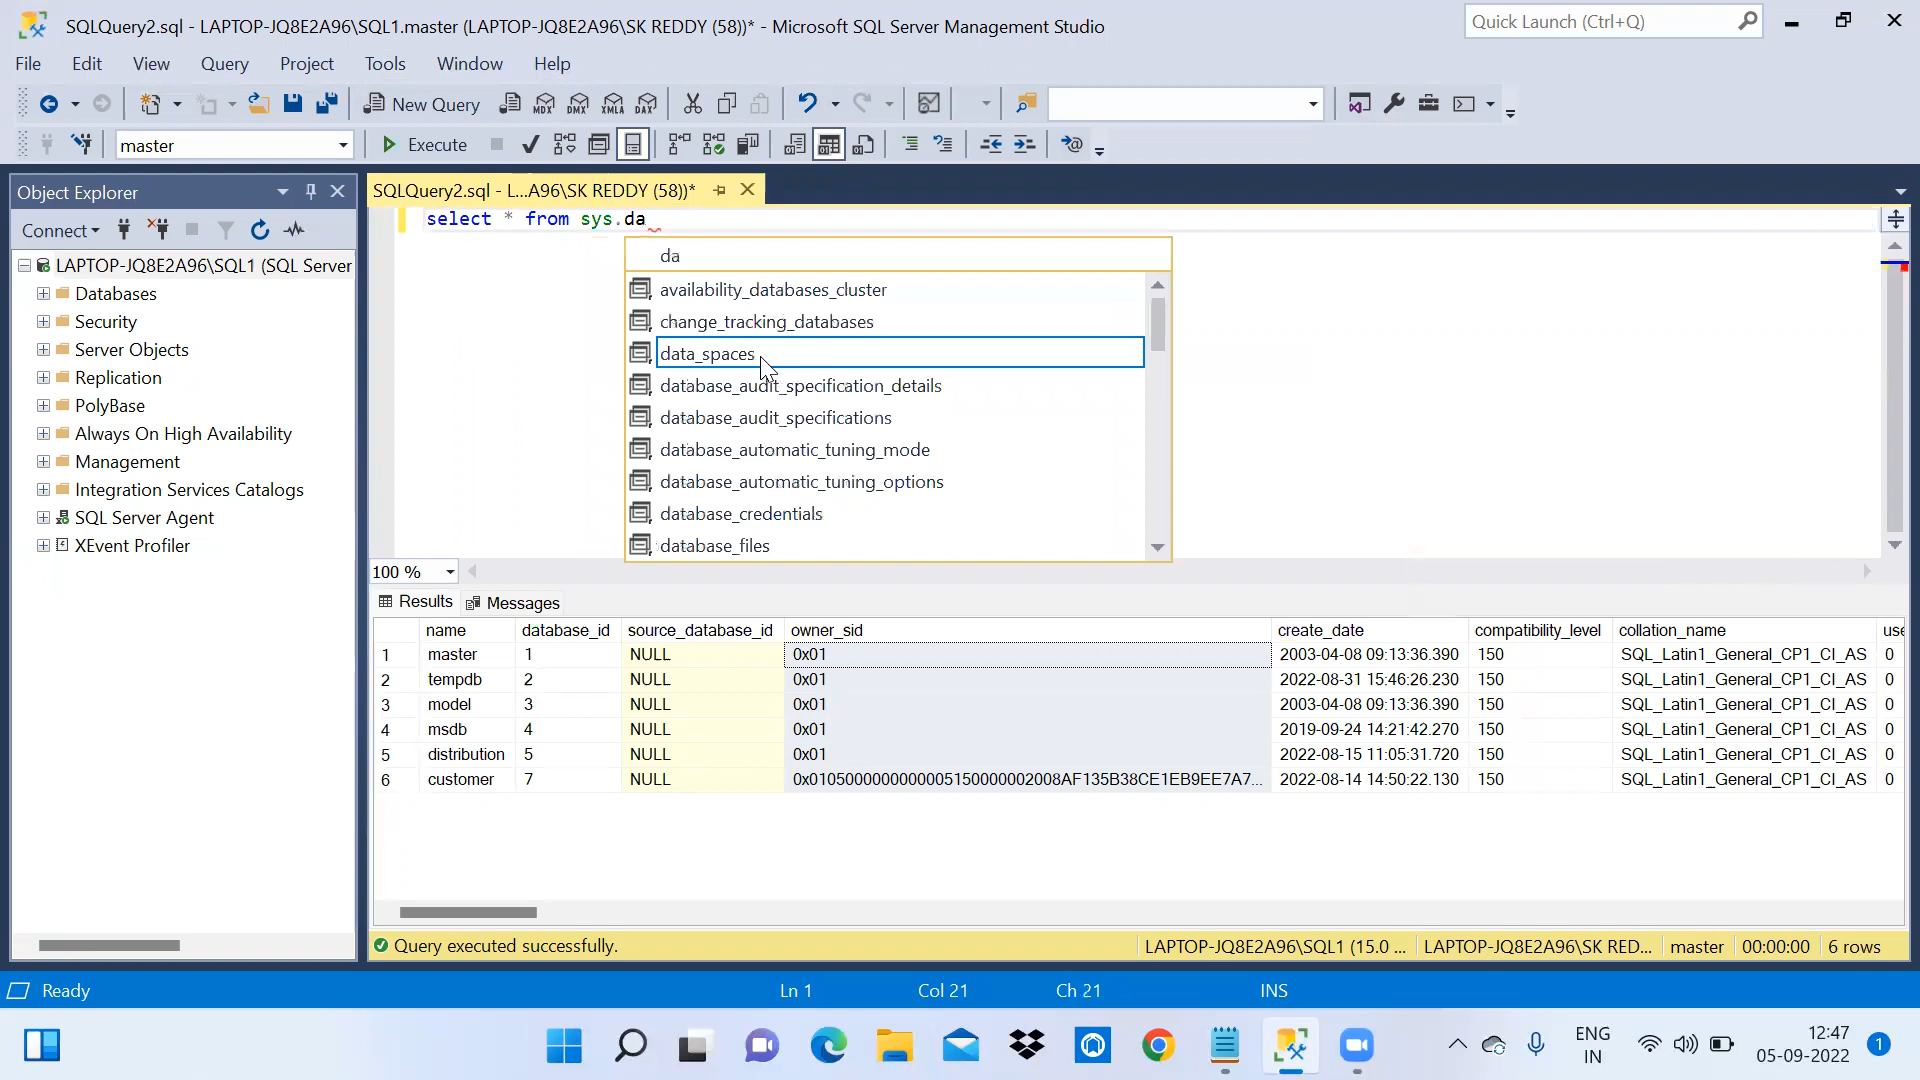 SQLQuery2.sql - LAPTOP-JQ8E2A96\SQL1.master (LAPTOP-JQ8E2A96\SK REDDY (58))* - Microsoft SQL Server Management Studio
Quick Launch (Ctrl+Q)
File Edit View Query Project Tools Window Help
New Query MDX DMX XMLA DAX
master Execute
Object Explorer
SQLQuery2.sql - L...A96\SK REDDY (58))*
Connect
select * from sys.da
LAPTOP-JQ8E2A96\SQL1 (SQL Server
Databases
Security
Server Objects
Replication
PolyBase
Always On High Availability
Management
Integration Services Catalogs
SQL Server Agent
XEvent Profiler
da
availability_databases_cluster
change_tracking_databases
data_spaces
database_audit_specification_details
database_audit_specifications
database_automatic_tuning_mode
database_automatic_tuning_options
database_credentials
database_files
100 %
Results Messages
name database_id source_database_id owner_sid create_date compatibility_level collation_name use
1 master 1 NULL 0x01 2003-04-08 09:13:36.390 150 SQL_Latin1_General_CP1_CI_AS 0
2 tempdb 2 NULL 0x01 2022-08-31 15:46:26.230 150 SQL_Latin1_General_CP1_CI_AS 0
3 model 3 NULL 0x01 2003-04-08 09:13:36.390 150 SQL_Latin1_General_CP1_CI_AS 0
4 msdb 4 NULL 0x01 2019-09-24 14:21:42.270 150 SQL_Latin1_General_CP1_CI_AS 0
5 distribution 5 NULL 0x01 2022-08-15 11:05:31.720 150 SQL_Latin1_General_CP1_CI_AS 0
6 customer 7 NULL 0x0105000000000005150000002008AF135B38CE1EB9EE7A7... 2022-08-14 14:50:22.130 150 SQL_Latin1_General_CP1_CI_AS 0
Query executed successfully. LAPTOP-JQ8E2A96\SQL1 (15.0 ... LAPTOP-JQ8E2A96\SK RED... master 00:00:00 6 rows
Ready Ln 1 Col 21 Ch 21 INS
ENG
IN
12:47
05-09-2022
1